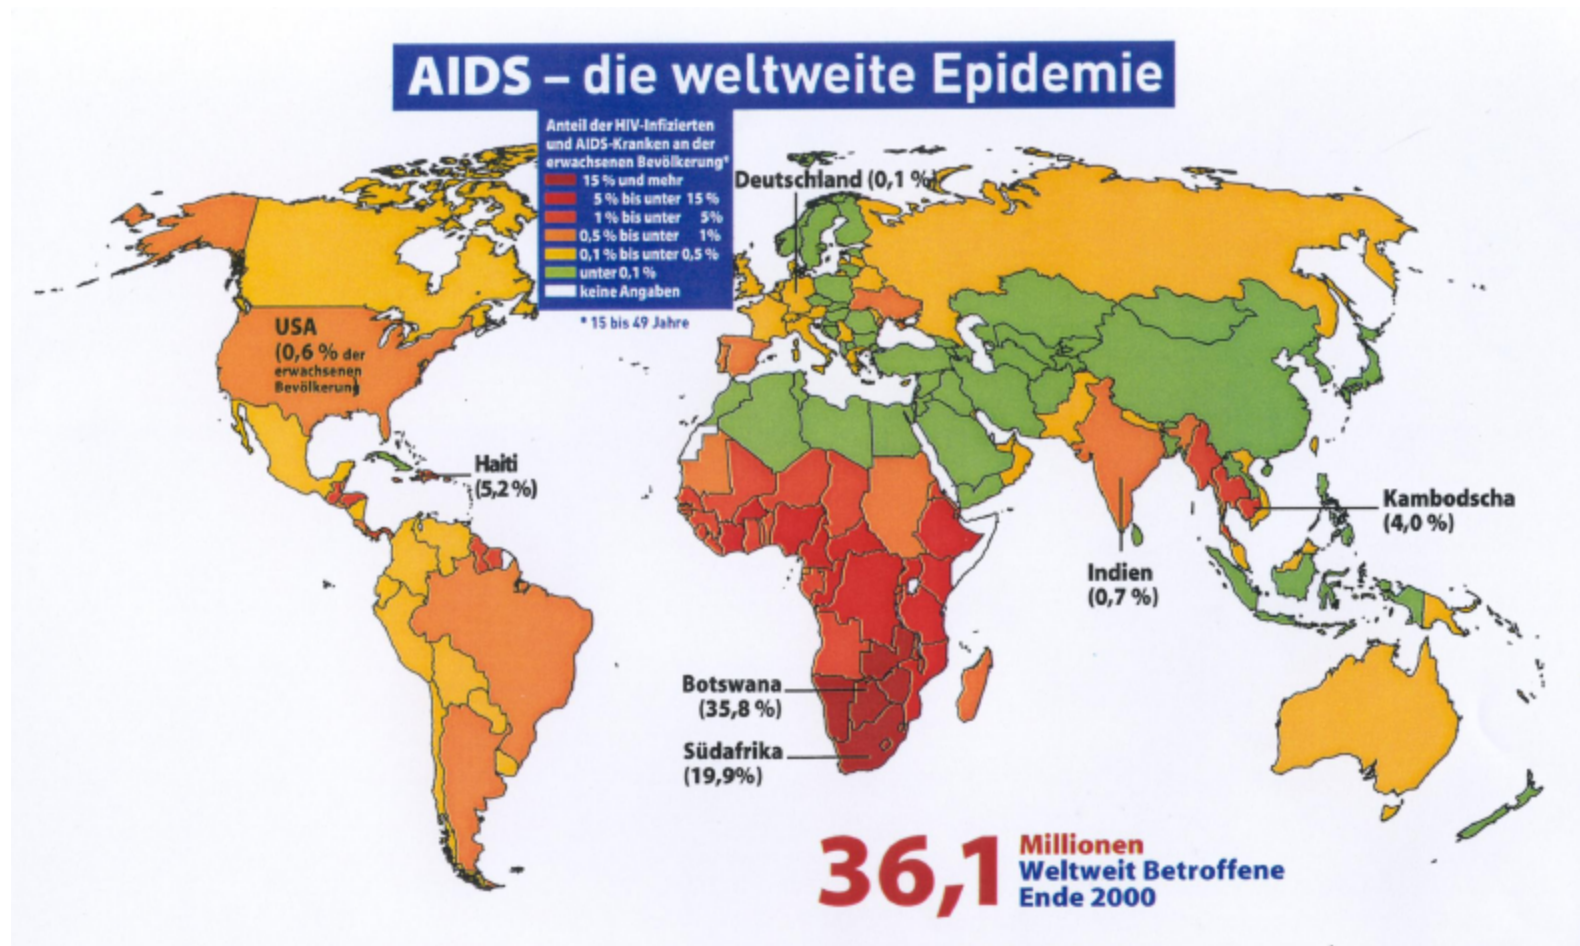 AIDS – die weltweite Epidemie
Anteil der HIV-Infizierten
und AIDS-Kranken an der
erwachsenen Bevölkerung*
15 % und mehr
5 % bis unter 15 %
1 % bis unter 5%
0,5 % bis unter 1%
0,1 % bis unter 0,5 %
unter 0,1 %
keine Angaben
* 15 bis 49 Jahre
Deutschland (0,1 %)
USA
(0,6 % der
erwachsenen
Bevölkerung
Haiti
(5,2 %)
Kambodscha
(4,0 %)
Indien
(0,7 %)
Botswana
(35,8 %)
Südafrika
(19,9%)
36,1 Millionen
Weltweit Betroffene
Ende 2000